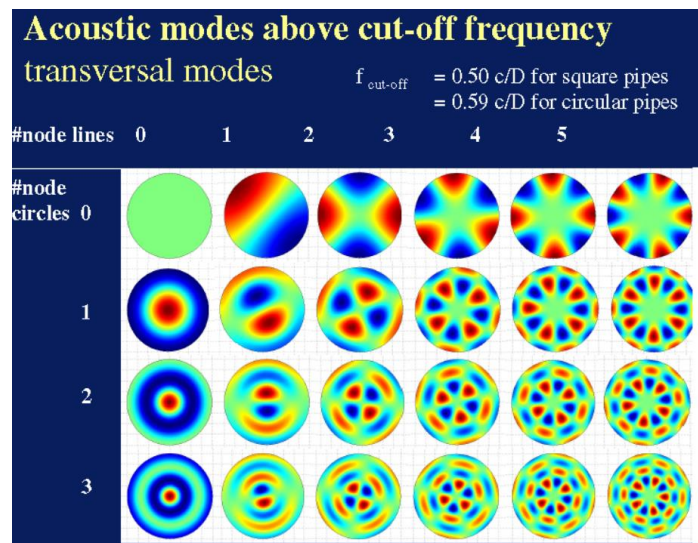 Acoustic modes above cut-off frequency
transversal modes
f cut-off = 0.50 c/D for square pipes
= 0.59 c/D for circular pipes
#node lines 0 1 2 3 4 5
#node
circles 0
1
2
3